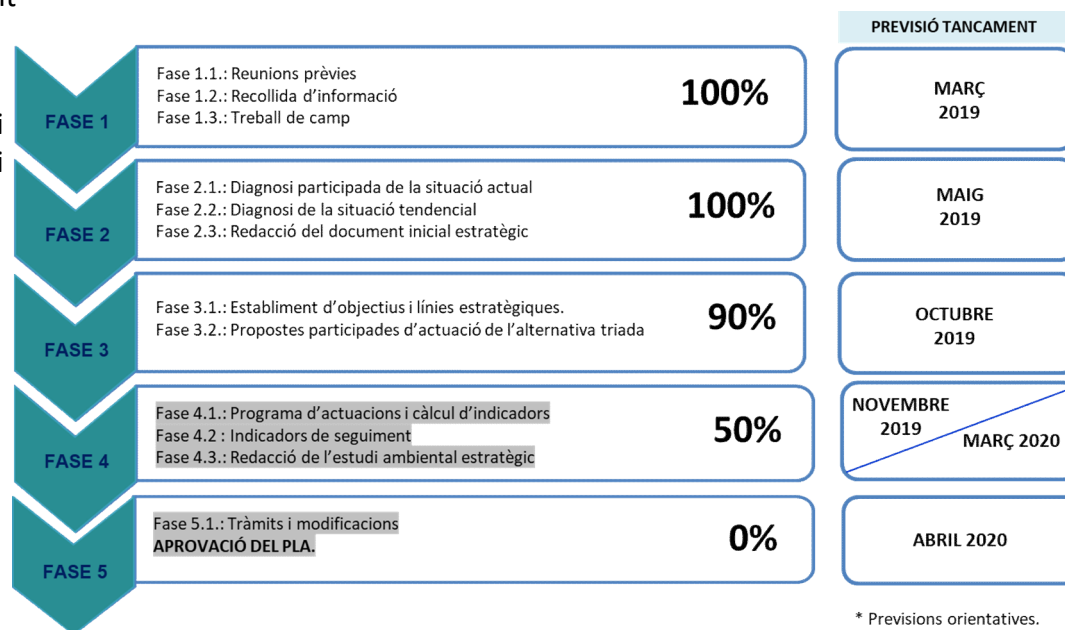 PREVISIÓ TANCAMENT
FASE 1
Fase 1.1.: Reunions prèvies
Fase 1.2.: Recollida d’informació
Fase 1.3.: Treball de camp
100%
MARÇ
2019
FASE 2
Fase 2.1.: Diagnosi participada de la situació actual
Fase 2.2.: Diagnosi de la situació tendencial
Fase 2.3.: Redacció del document inicial estratègic
100%
MAIG
2019
FASE 3
Fase 3.1.: Establiment d’objectius i línies estratègiques.
Fase 3.2.: Propostes participades d’actuació de l’alternativa triada
90%
OCTUBRE
2019
FASE 4
Fase 4.1.: Programa d’actuacions i càlcul d’indicadors
Fase 4.2 : Indicadors de seguiment
Fase 4.3.: Redacció de l’estudi ambiental estratègic
50%
NOVEMBRE
2019
MARÇ 2020
FASE 5
Fase 5.1.: Tràmits i modificacions
APROVACIÓ DEL PLA.
0%
ABRIL 2020
* Previsions orientatives.